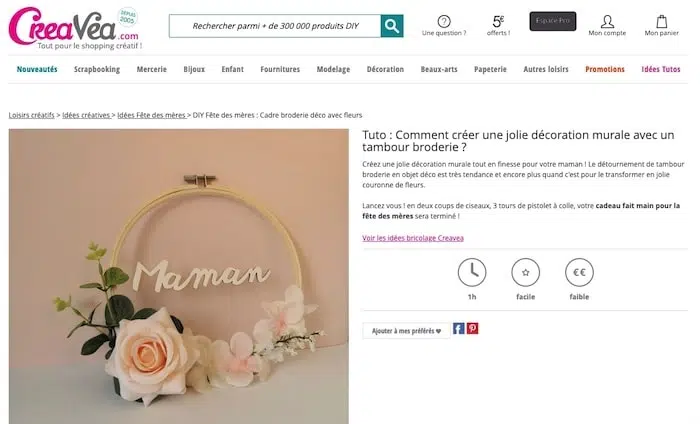 CreaVea.com
DEPUIS 2005
Tout pour le shopping créatif !
Rechercher parmi + de 300 000 produits DIY
Une question ?
5€
offerts !
Espace Pro
Mon compte
Mon panier
Nouveautés Scrapbooking Mercerie Bijoux Enfant Fournitures Modelage Décoration Beaux-arts Papeterie Autres loisirs Promotions Idées Tutos
Loisirs créatifs > Idées créatives > Idées Fête des mères > DIY Fête des mères : Cadre broderie déco avec fleurs
Maman
Tuto : Comment créer une jolie décoration murale avec un
tambour broderie ?
Créez une jolie décoration murale tout en finesse pour votre maman ! Le détournement de tambour
broderie en objet déco est très tendance et encore plus quand c'est pour le transformer en jolie
couronne de fleurs.
Lancez vous ! en deux coups de ciseaux, 3 tours de pistolet à colle, votre cadeau fait main pour la
fête des mères sera terminé !
Voir les idées bricolage Creavea
€€
1h facile faible
Ajouter à mes préférés